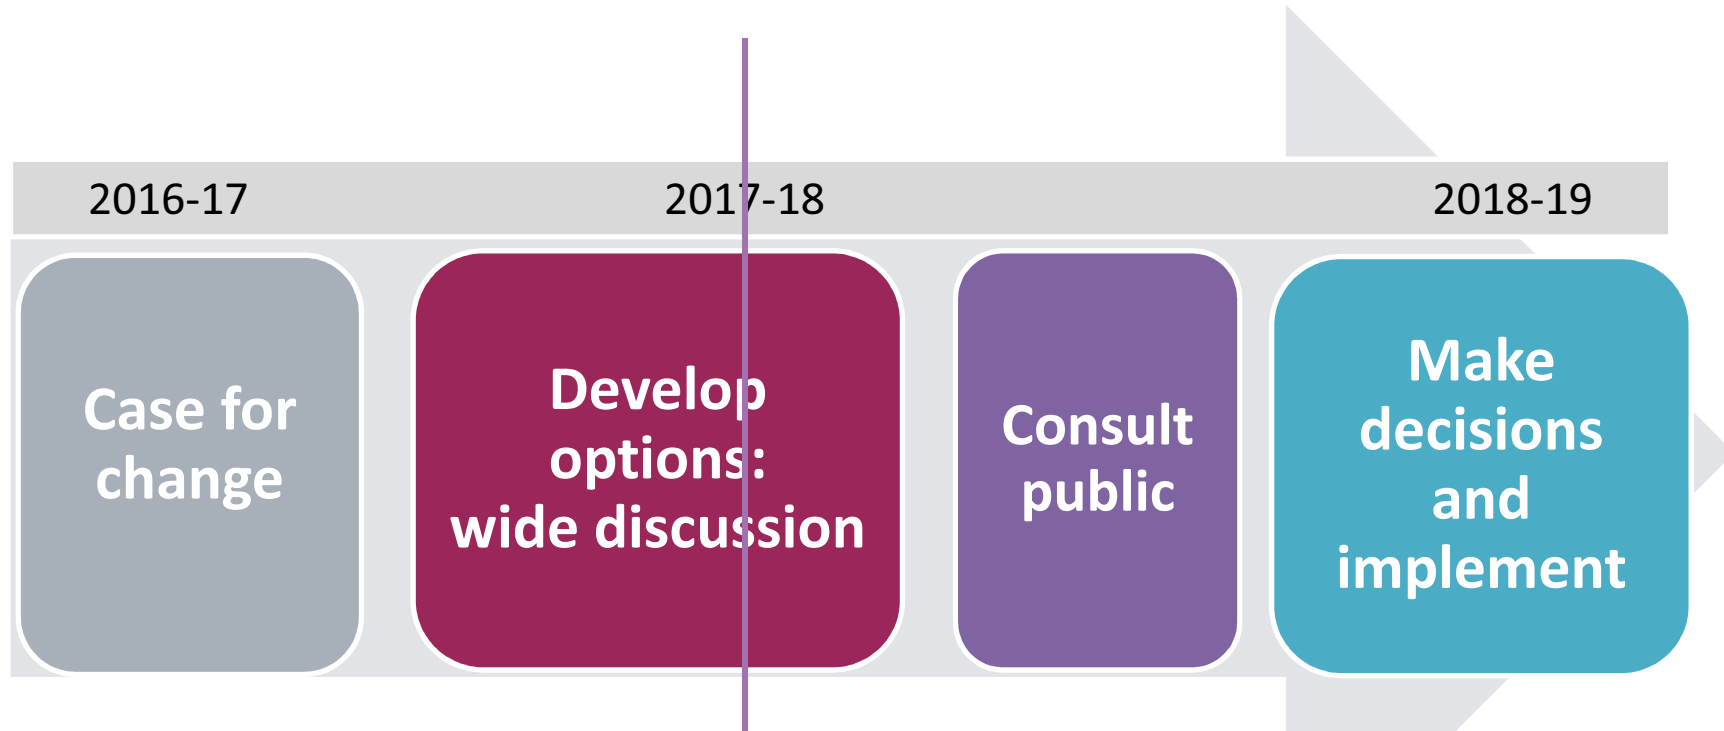 2016-17
2017-18
2018-19
Case for
change
Develop
options:
wide discussion
Consult
public
Make
decisions
and
implement